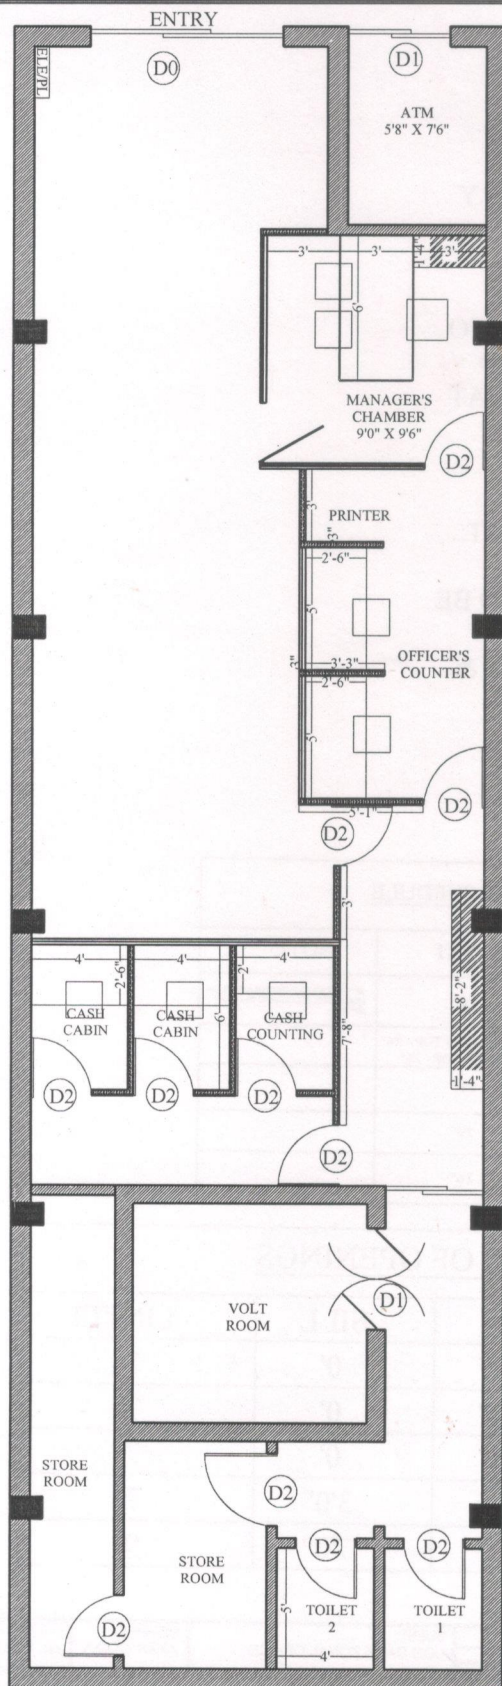 ENTRY
D0
D1
ELE/PL
ATM
5'8" X 7'6"
3'
3'
1'-4"
3'
6'
MANAGER'S
CHAMBER
9'0" X 9'6"
D2
3'
PRINTER
3"
2'-6"
5'
OFFICER'S
COUNTER
3"
3'-3"
2'-6"
5'
5'-1"
D2
D2
3'
4'
4'
4'
2'-6"
6'
2'
CASH
CABIN
CASH
CABIN
CASH
COUNTING
7'-8"
8'-2"
1'-4"
D2
D2
D2
D2
VOLT
ROOM
D1
STORE
ROOM
D2
STORE
ROOM
D2
D2
D2
5'
4'
TOILET
2
TOILET
1